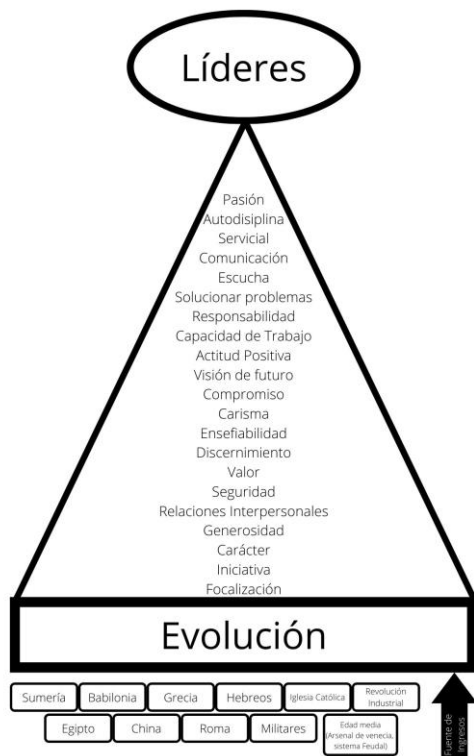 Líderes
Pasión
Autodisiplina
Servicial
Comunicación
Escucha
Solucionar problemas
Responsabilidad
Capacidad de Trabajo
Actitud Positiva
Visión de futuro
Compromiso
Carisma
Ensefiabilidad
Discernimiento
Valor
Seguridad
Relaciones Interpersonales
Generosidad
Carácter
Iniciativa
Focalización
Evolución
Sumería
Babilonia
Grecia
Hebreos
Iglesia Católica
Revolución
Industrial
Egipto
China
Roma
Militares
Edad media
(Arsenal de venecia,
sistema Feudal)
Fuente de
ingresos